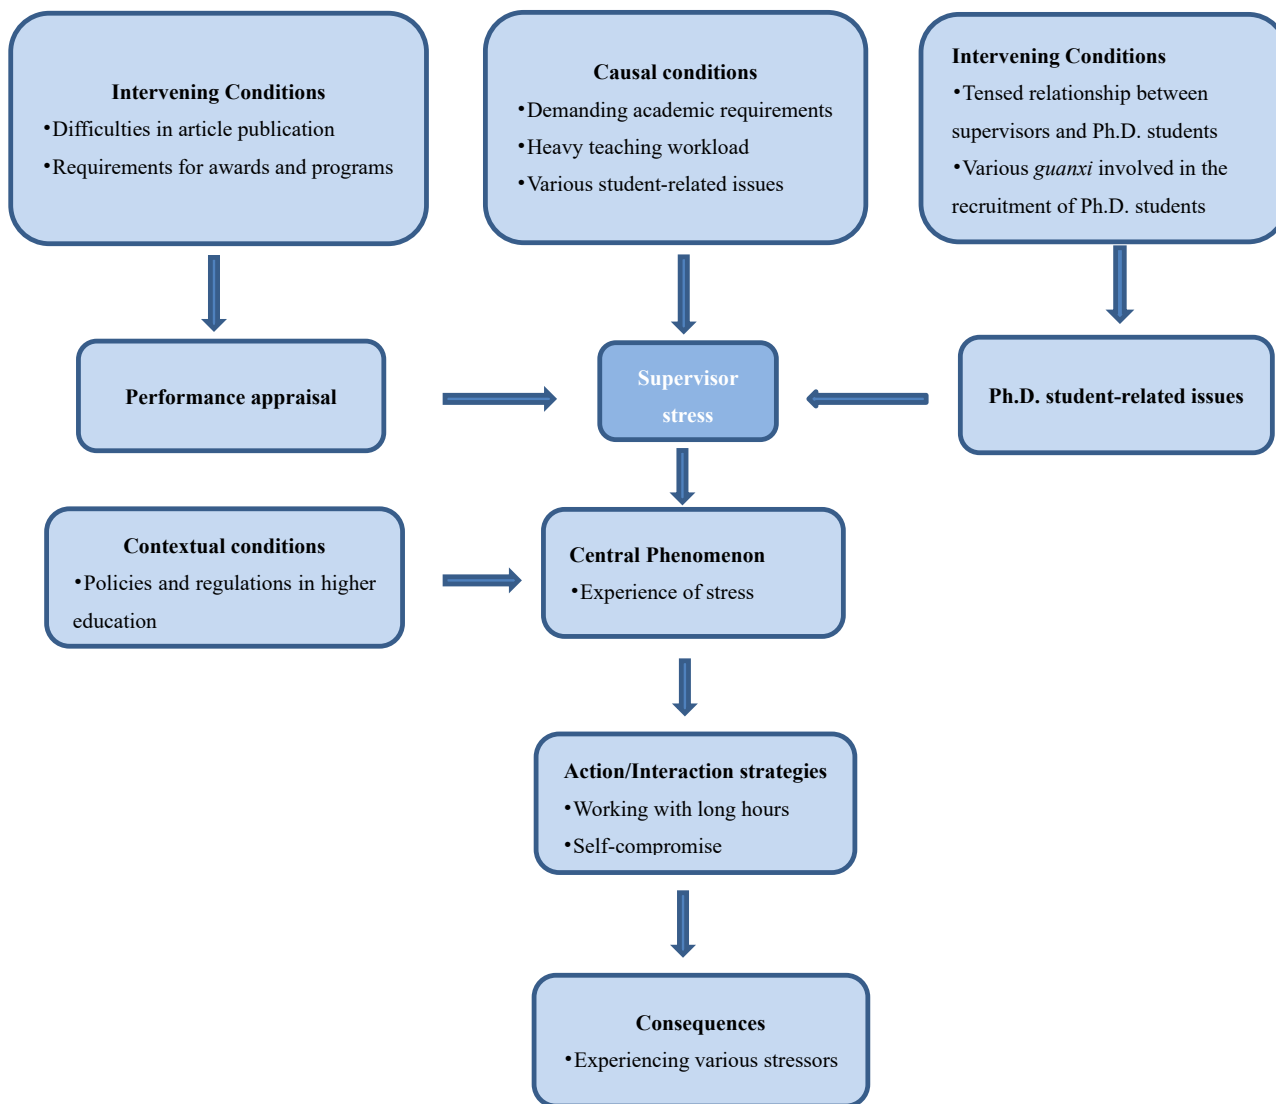 Intervening Conditions
•Difficulties in article publication
•Requirements for awards and programs
Causal conditions
•Demanding academic requirements
•Heavy teaching workload
•Various student-related issues
Intervening Conditions
•Tensed relationship between
supervisors and Ph.D. students
•Various guanxi involved in the
recruitment of Ph.D. students
Performance appraisal
Supervisor
stress
Ph.D. student-related issues
Contextual conditions
•Policies and regulations in higher
education
Central Phenomenon
•Experience of stress
Action/Interaction strategies
•Working with long hours
•Self-compromise
Consequences
•Experiencing various stressors